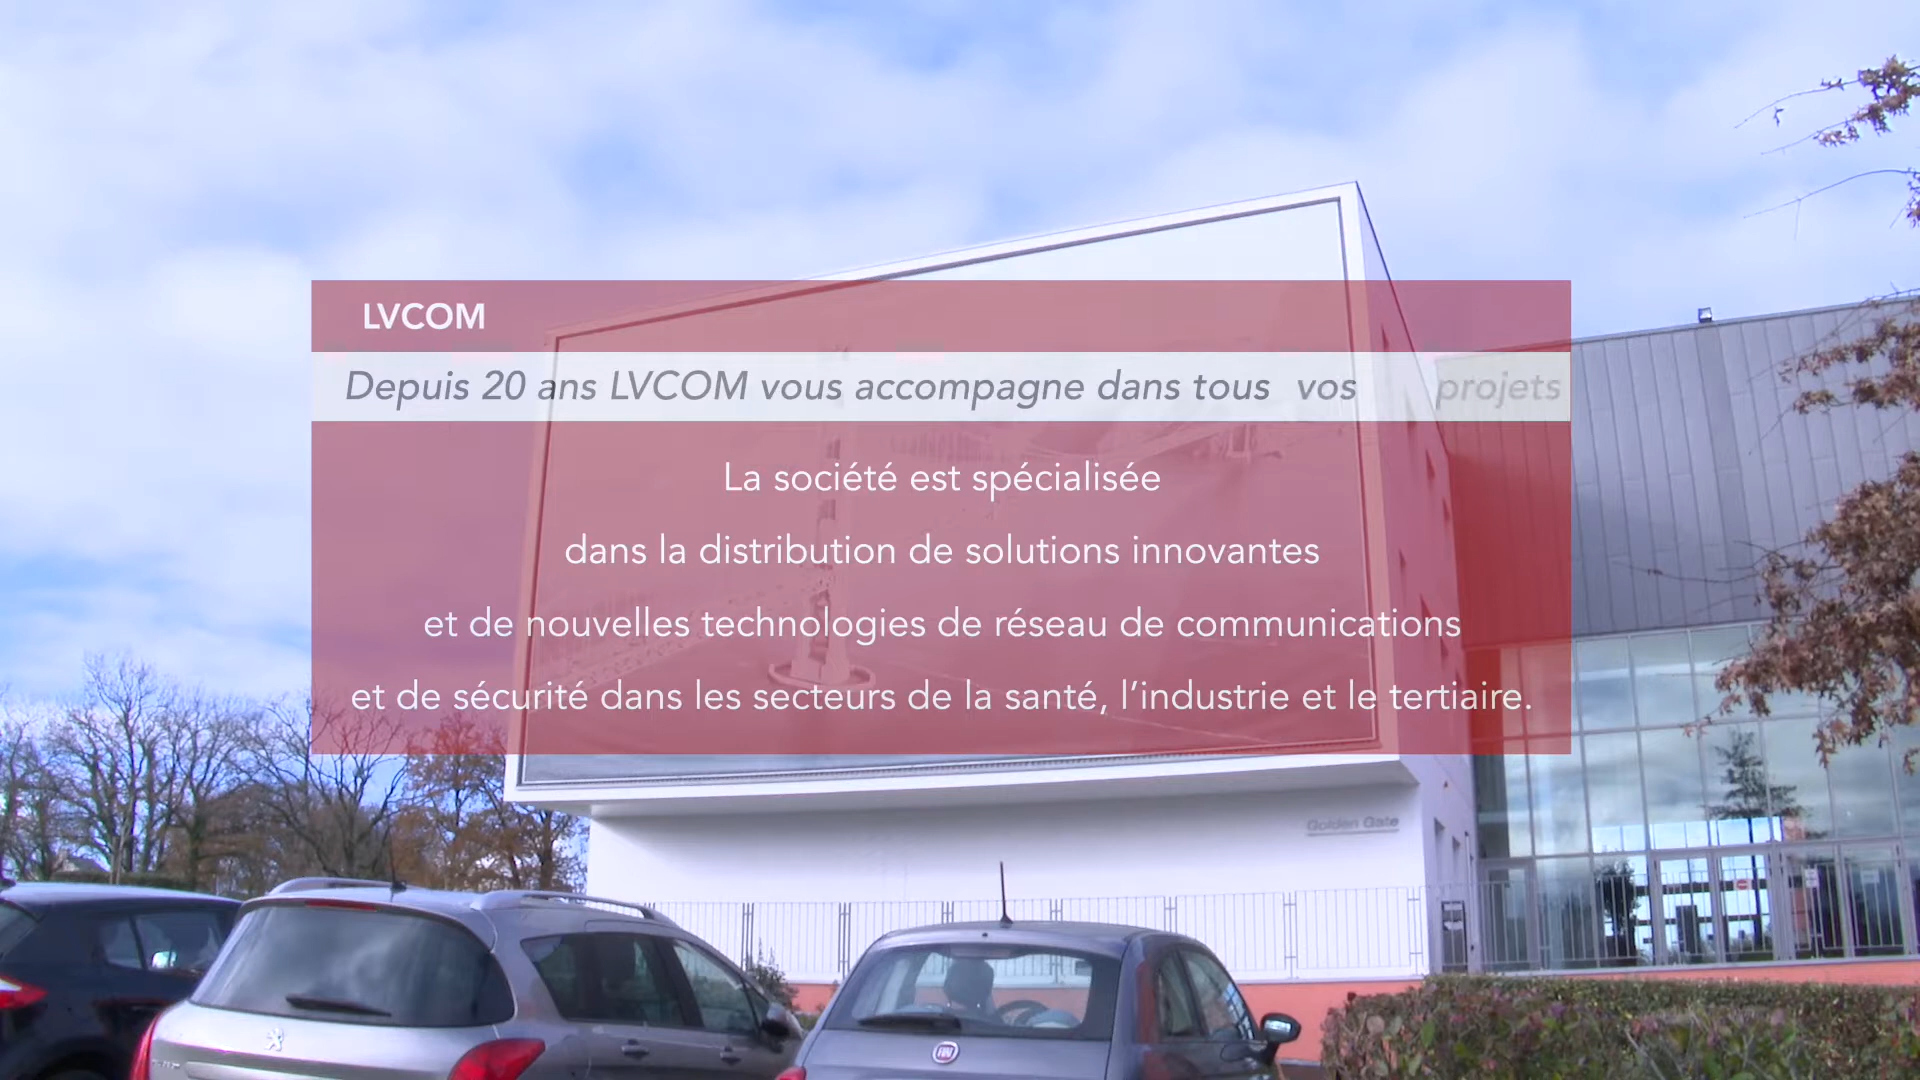 LVCOM
Depuis 20 ans LVCOM vous accompagne dans tous vos projets
La société est spécialisée
dans la distribution de solutions innovantes
et de nouvelles technologies de réseau de communications
et de sécurité dans les secteurs de la santé, l’industrie et le tertiaire.
Golden Gate